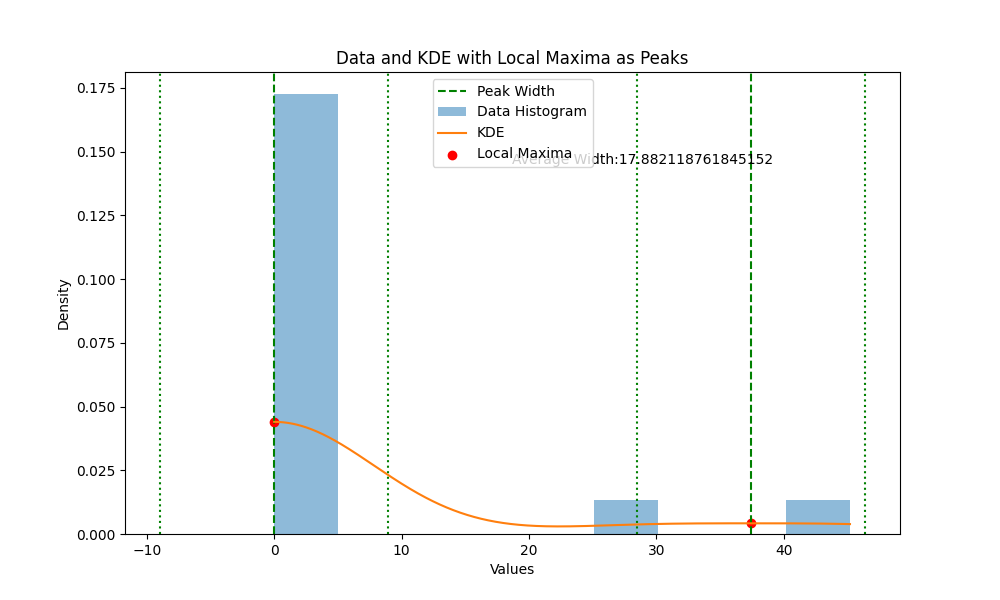 Data and KDE with Local Maxima as Peaks
0.175
0.150
0.125
0.100
0.075
0.050
0.025
0.000
Density
Peak Width
Data Histogram
KDE
Local Maxima
Average Width:17.882118761845152
−10
0
10
20
30
40
Values